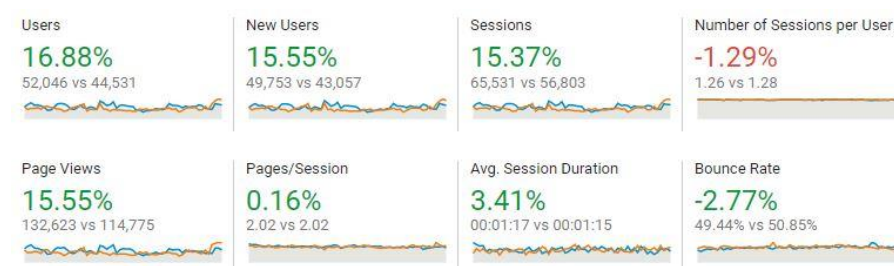 Users
16.88%
52,046 vs 44,531
New Users
15.55%
49,753 vs 43,057
Sessions
15.37%
65,531 vs 56,803
Number of Sessions per User
-1.29%
1.26 vs 1.28
Page Views
15.55%
132,623 vs 114,775
Pages/Session
0.16%
2.02 vs 2.02
Avg. Session Duration
3.41%
00:01:17 vs 00:01:15
Bounce Rate
-2.77%
49.44% vs 50.85%